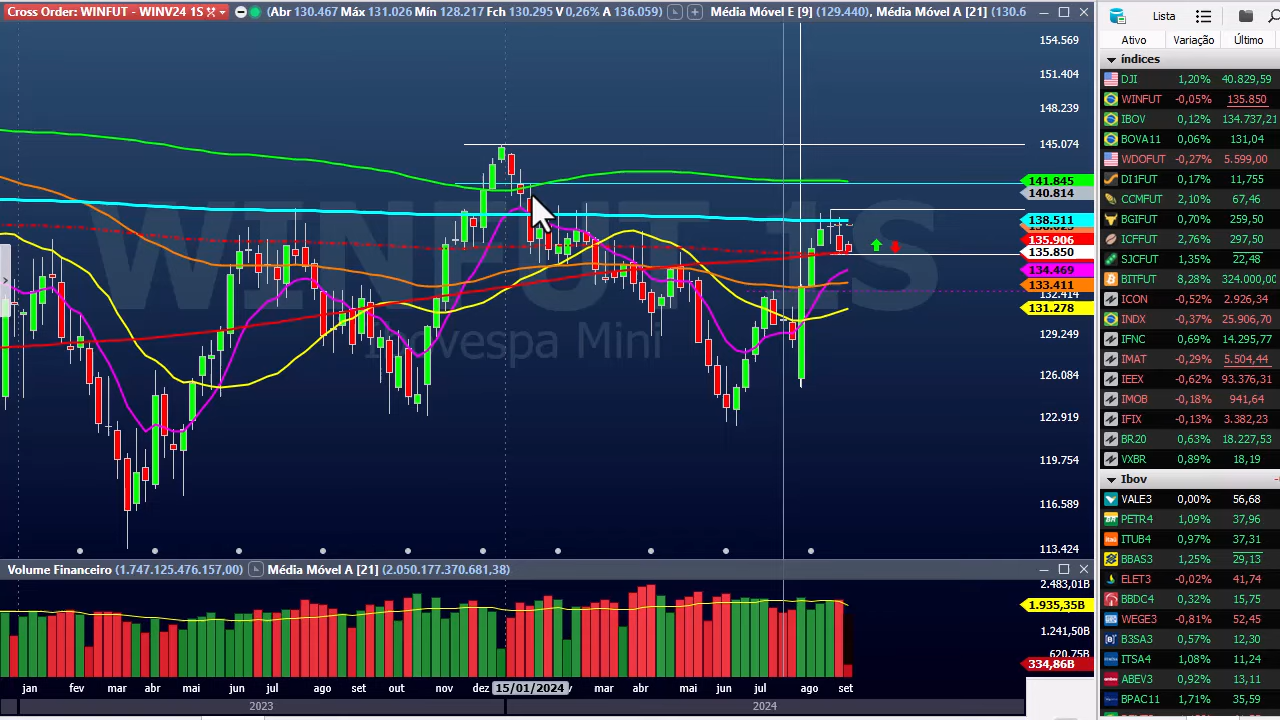 Cross Order: WINFUT - WINV24 1S (Abr 130.467 Máx 131.026 Mín 128.217 Fch 130.295 V 0,26% A 136.059) Média Móvel E [9] (129.440), Média Móvel A [21] (130.6
154.569
151.404
148.239
145.074
141.845
140.814
138.511
135.906
135.850
134.469
133.411
132.414
131.278
129.249
126.084
122.919
119.754
116.589
113.424
WINFUT 1S
Volume Financeiro (1.747.125.476.157,00) Média Móvel A [21] (2.050.177.370.681,38)
2.483,01B
1.935,35B
1.241,50B
620,75B
334,86B
jan fev mar abr nov 15/01/2024 mar abr mai jun jul ago
2023 2024
Lista
Ativo Variação Último
índices
DJI 1,20% 40.829,59
WINFUT -0,05% 135.850
IBOV 0,12% 134.737,21
BOVA11 0,06% 131,04
WDOFUT -0,27% 5.599,00
DI1FUT 0,17% 11,755
CCMFUT 2,10% 67,46
BGIFUT 0,70% 259,50
ICFFUT 2,76% 297,50
SJCFUT 1,35% 22,48
BITFUT 8,28% 324.000,0
ICON -0,52% 2.926,34
INDX -0,37% 25.906,70
IFNC 0,69% 14.295,77
IMAT -0,29% 5.504,44
IEEX -0,62% 93.376,31
IMOB -0,18% 941,64
IFIX -0,13% 3.382,23
BR20 0,63% 18.227,53
VXBR 0,89% 18,19
Ibov
VALE3 0,00% 56,68
PETR4 1,09% 37,96
ITUB4 0,97% 37,31
BBAS3 1,25% 29,13
ELET3 -0,02% 41,74
BBDC4 0,32% 15,75
WEGE3 -0,81% 52,45
B3SA3 0,57% 12,30
ITSA4 1,08% 11,24
ABEV3 0,92% 13,11
BPAC11 1,71% 35,59